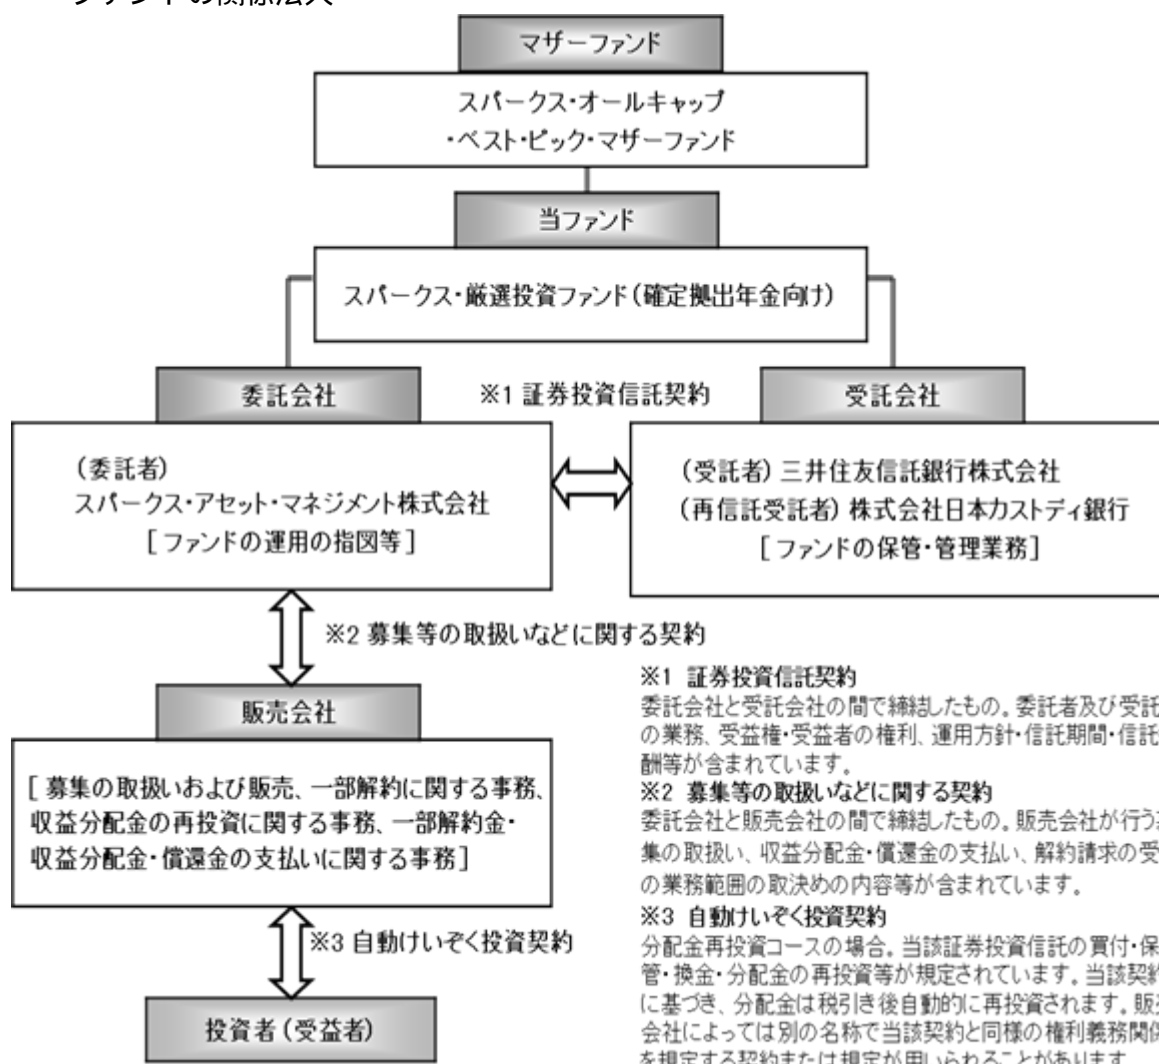 マザーファンド
スパークス・オールキャップ
・ベスト・ピック・マザーファンド
当ファンド
スパークス・厳選投資ファンド(確定拠出年金向け)
委託会社
※1 証券投資信託契約
受託会社
(委託者)
スパークス・アセット・マネジメント株式会社
[ファンドの運用の指図等]
(受託者) 三井住友信託銀行株式会社
(再信託受託者) 株式会社日本カストディ銀行
[ファンドの保管・管理業務]
※2 募集等の取扱いなどに関する契約
販売会社
[ 募集の取扱いおよび販売、一部解約に関する事務、
収益分配金の再投資に関する事務、一部解約金・
収益分配金・償還金の支払いに関する事務]
※3 自動けいぞく投資契約
投資者(受益者)
※1 証券投資信託契約
委託会社と受託会社の間で締結したもの。委託者及び受託
の業務、受益権・受益者の権利、運用方針・信託期間・信託
酬等が含まれています。
※2 募集等の取扱いなどに関する契約
委託会社と販売会社の間で締結したもの。販売会社が行う
集の取扱い、収益分配金・償還金の支払い、解約請求の受
の業務範囲の取決めの内容等が含まれています。
※3 自動けいぞく投資契約
分配金再投資コースの場合。当該証券投資信託の買付・保
管・換金・分配金の再投資等が規定されています。当該契約
に基づき、分配金は税引き後自動的に再投資されます。販売
会社によっては別の名称で当該契約と同様の権利義務関係
を規定する契約または規定が用いられることがあります。